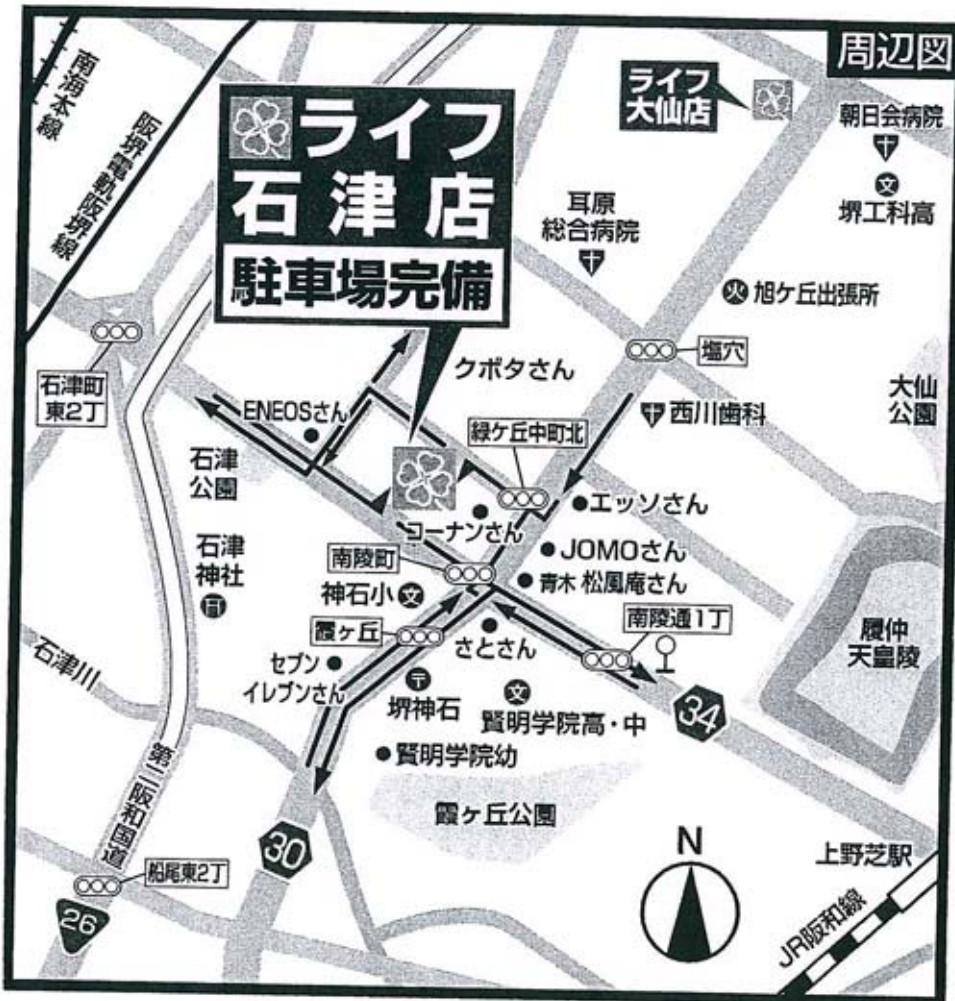 周辺図
南海本線
阪堺電軌阪堺線
ライフ
石津店
駐車場完備
ライフ
大仙店
朝日会病院
文
堺工科高
耳原
総合病院
火 旭ケ丘出張所
塩穴
石津町
東2丁
クボタさん
大仙
公園
ENEOSさん
西川歯科
緑ケ丘中町北
石津
公園
エッソさん
コーナンさん
JOMOさん
石津
神社
南陵町
青木 松風庵さん
神石小 文
南陵通1丁
霞ケ丘
さとさん
履仲
天皇陵
石津川
セブン
イレブンさん
〒
堺神石
文
賢明学院高・中
34
賢明学院幼
第二阪和国道
霞ケ丘公園
30
N
上野芝駅
船尾東2丁
26
JR阪和線